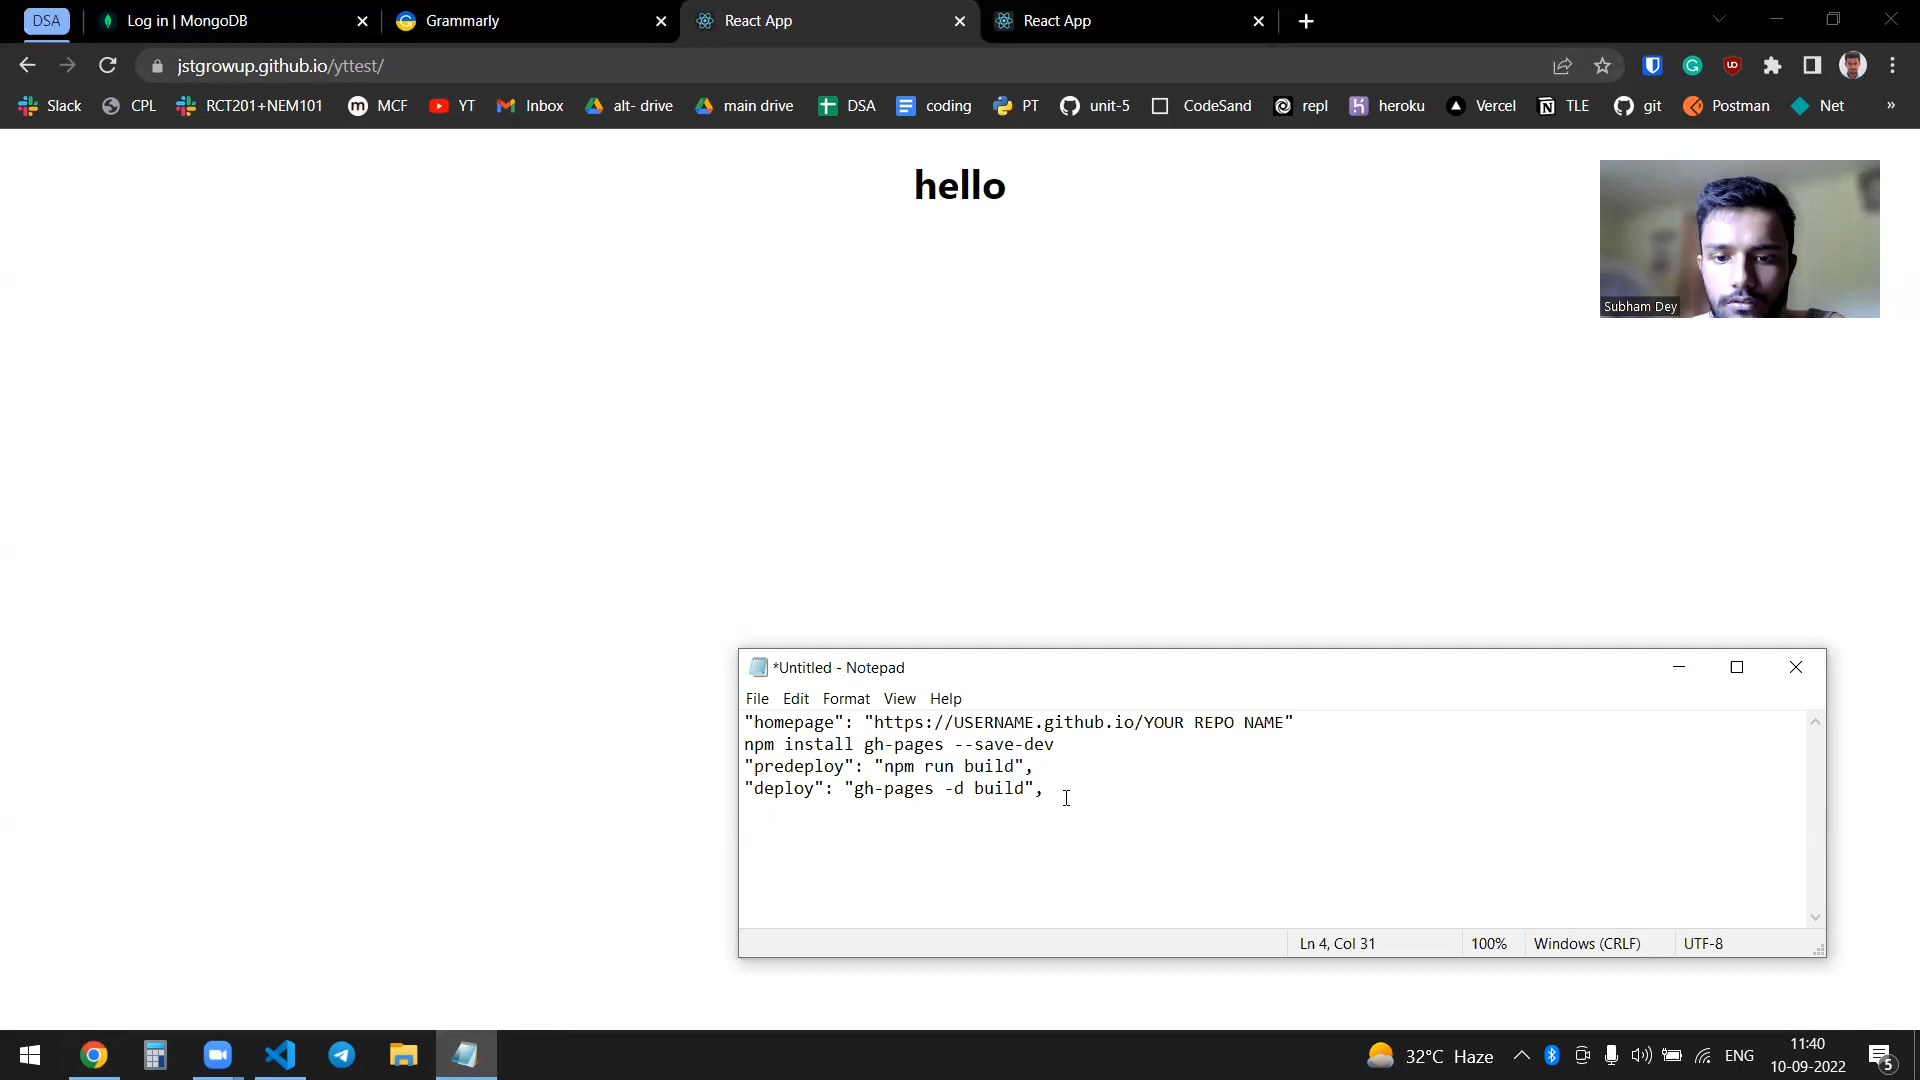 DSA
Log in | MongoDB
Grammarly
React App
React App
jstgrowup.github.io/yttest/
Slack
CPL
RCT201+NEM101
MCF
YT
Inbox
alt- drive
main drive
DSA
coding
PT
unit-5
CodeSand
repl
heroku
Vercel
TLE
git
Postman
Net
»
hello
Subham Dey
*Untitled - Notepad
File Edit Format View Help
"homepage": "https://USERNAME.github.io/YOUR REPO NAME"
npm install gh-pages --save-dev
"predeploy": "npm run build",
"deploy": "gh-pages -d build",
Ln 4, Col 31
100%
Windows (CRLF)
UTF-8
32°C Haze
ENG
11:40
10-09-2022
5